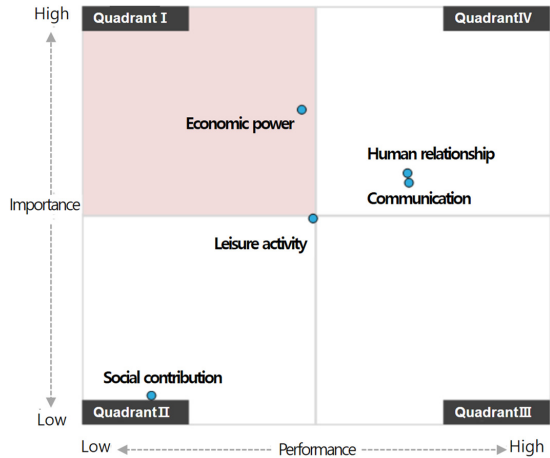 High
Quadrant Ⅰ
QuadrantⅣ
Economic power
Human relationship
Communication
Importance
Leisure activity
Social contribution
QuadrantⅡ
QuadrantⅢ
Low
Low
Performance
High